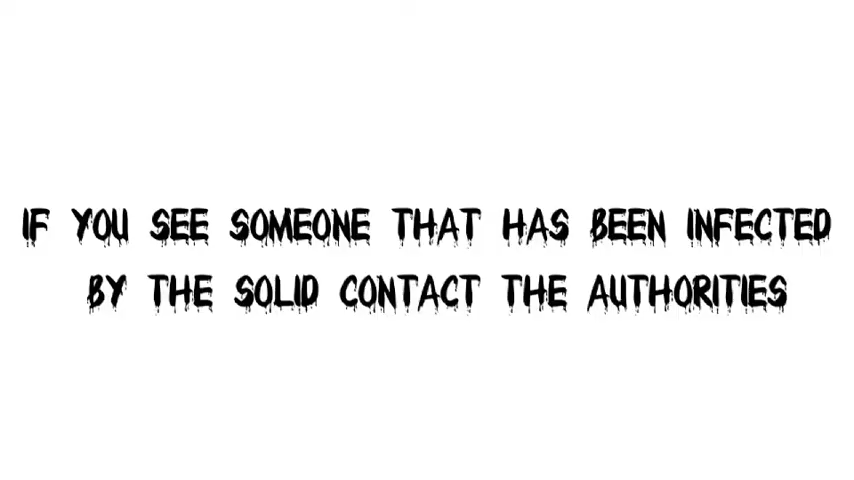 IF YOU SEE SOMEONE THAT HAS BEEN INFECTED
BY THE SOLID CONTACT THE AUTHORITIES